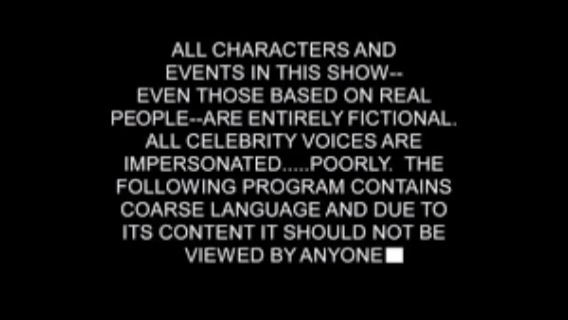 ALL CHARACTERS AND
EVENTS IN THIS SHOW--
EVEN THOSE BASED ON REAL
PEOPLE--ARE ENTIRELY FICTIONAL.
ALL CELEBRITY VOICES ARE
IMPERSONATED.....POORLY. THE
FOLLOWING PROGRAM CONTAINS
COARSE LANGUAGE AND DUE TO
ITS CONTENT IT SHOULD NOT BE
VIEWED BY ANYONE